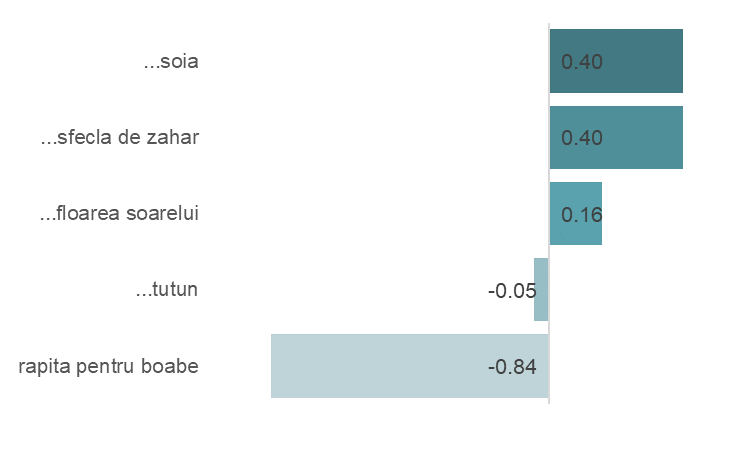 ...soia 0.40
...sfecla de zahar 0.40
...floarea soarelui 0.16
...tutun -0.05
rapita pentru boabe -0.84